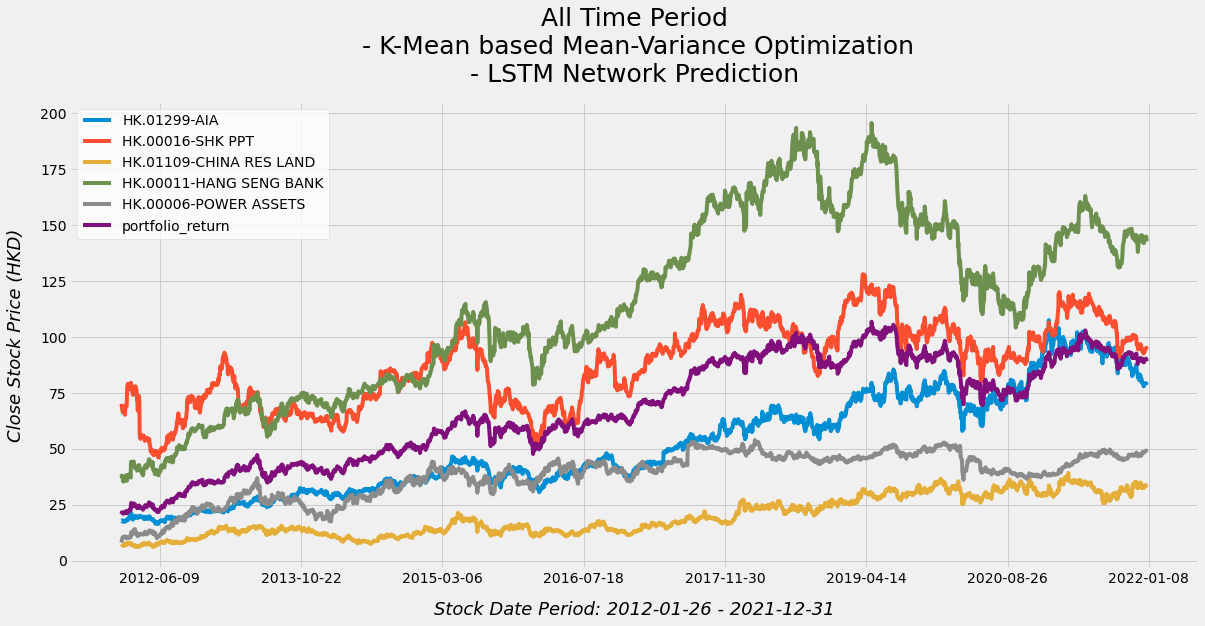 All Time Period
- K-Mean based Mean-Variance Optimization
- LSTM Network Prediction
200
175
150
125
100
75
50
25
0
Close Stock Price (HKD)
HK.01299-AIA
HK.00016-SHK PPT
HK.01109-CHINA RES LAND
HK.00011-HANG SENG BANK
HK.00006-POWER ASSETS
portfolio_return
2012-06-09 2013-10-22 2015-03-06 2016-07-18 2017-11-30 2019-04-14 2020-08-26 2022-01-08
Stock Date Period: 2012-01-26 - 2021-12-31